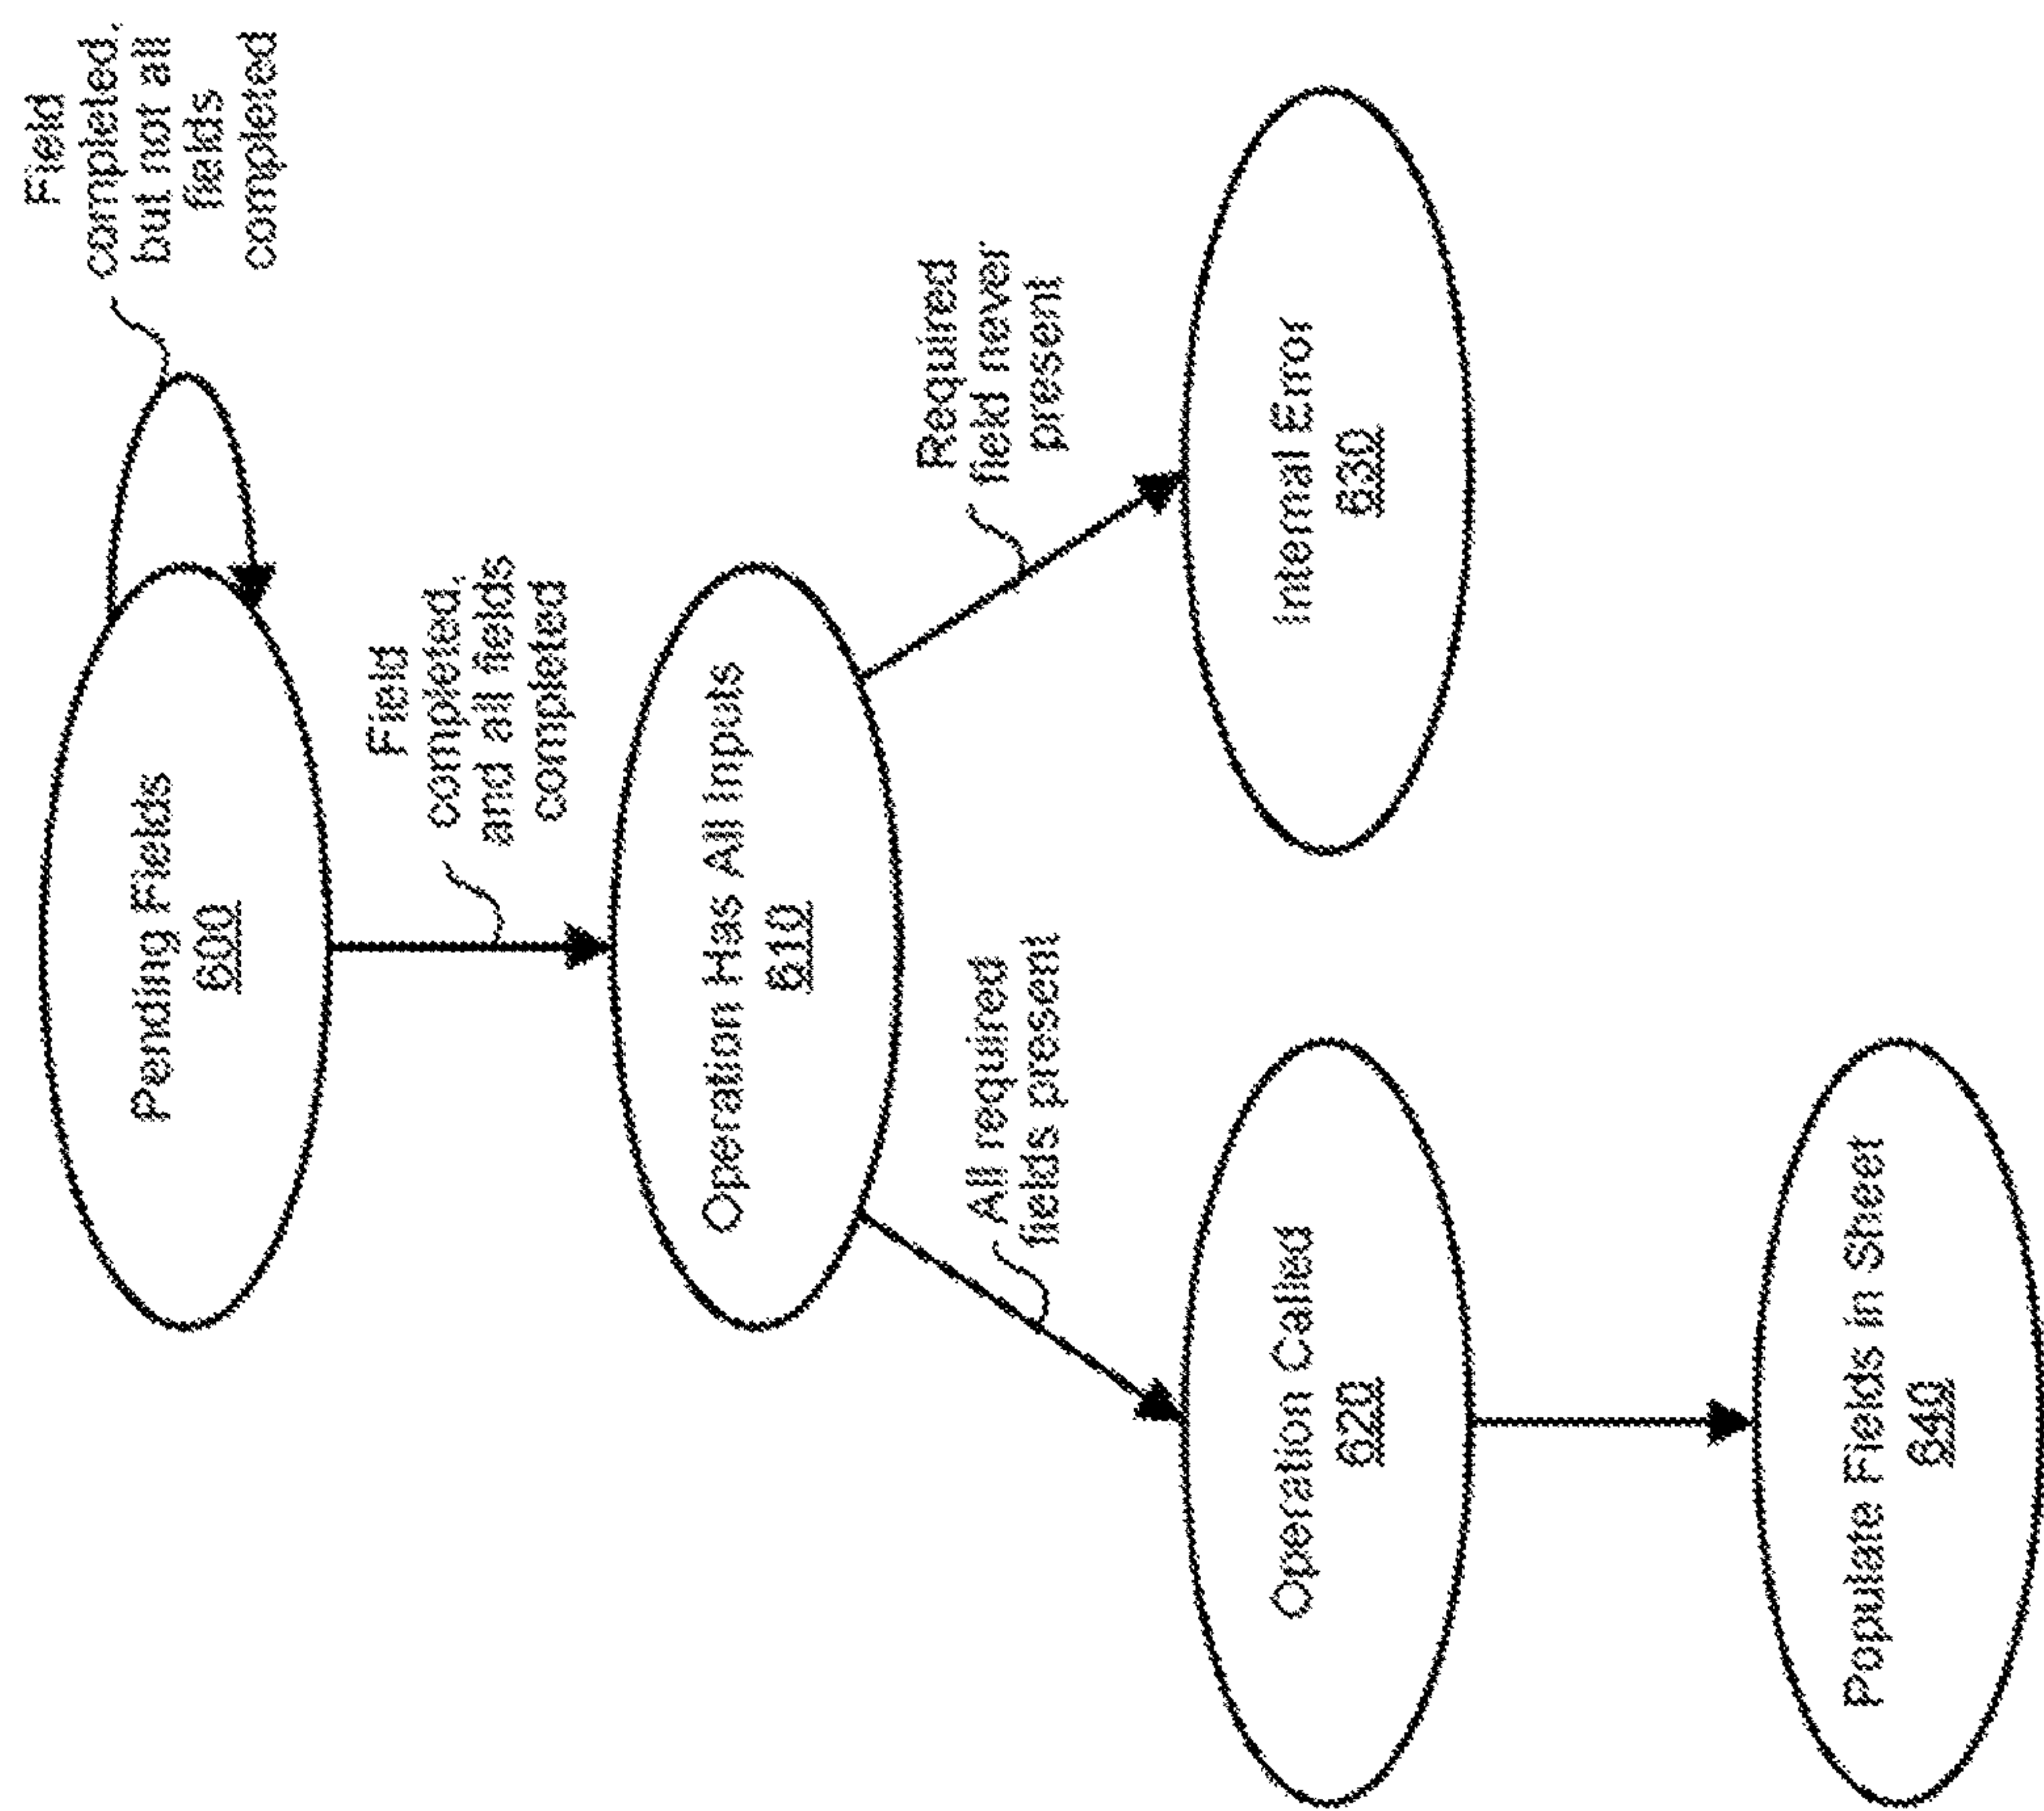 Field
completed,
but not all
fields
completed
Pending Fields
600
Field
completed,
and all fields
completed
Operation Has All Inputs
610
Required
field never
present
All required
fields present
Operation Called
620
Internal Error
630
Populate Fields in Sheet
640